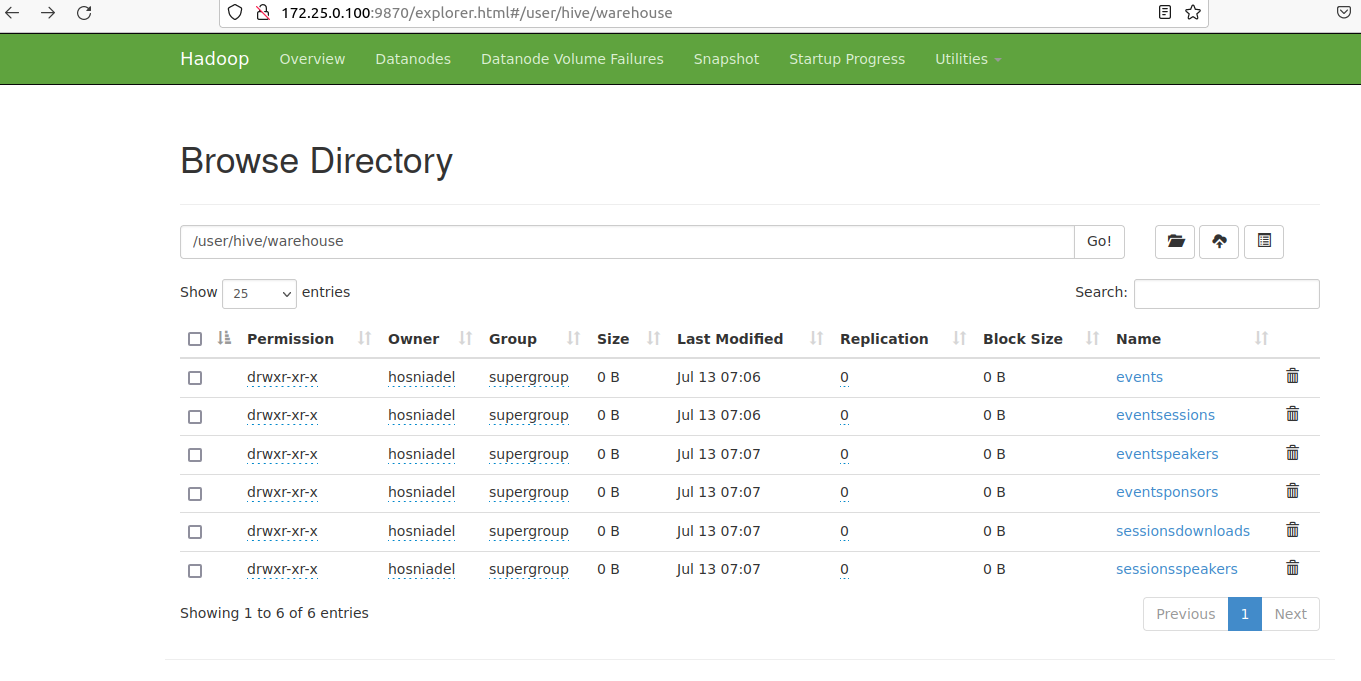 172.25.0.100:9870/explorer.html#/user/hive/warehouse
Hadoop Overview Datanodes Datanode Volume Failures Snapshot Startup Progress Utilities
Browse Directory
/user/hive/warehouse Go!
Show 25 entries Search:
Permission Owner Group Size Last Modified Replication Block Size Name
drwxr-xr-x hosniadel supergroup 0 B Jul 13 07:06 0 0 B events
drwxr-xr-x hosniadel supergroup 0 B Jul 13 07:06 0 0 B eventsessions
drwxr-xr-x hosniadel supergroup 0 B Jul 13 07:07 0 0 B eventspeakers
drwxr-xr-x hosniadel supergroup 0 B Jul 13 07:07 0 0 B eventsponsors
drwxr-xr-x hosniadel supergroup 0 B Jul 13 07:07 0 0 B sessionsdownloads
drwxr-xr-x hosniadel supergroup 0 B Jul 13 07:07 0 0 B sessionsspeakers
Showing 1 to 6 of 6 entries Previous 1 Next